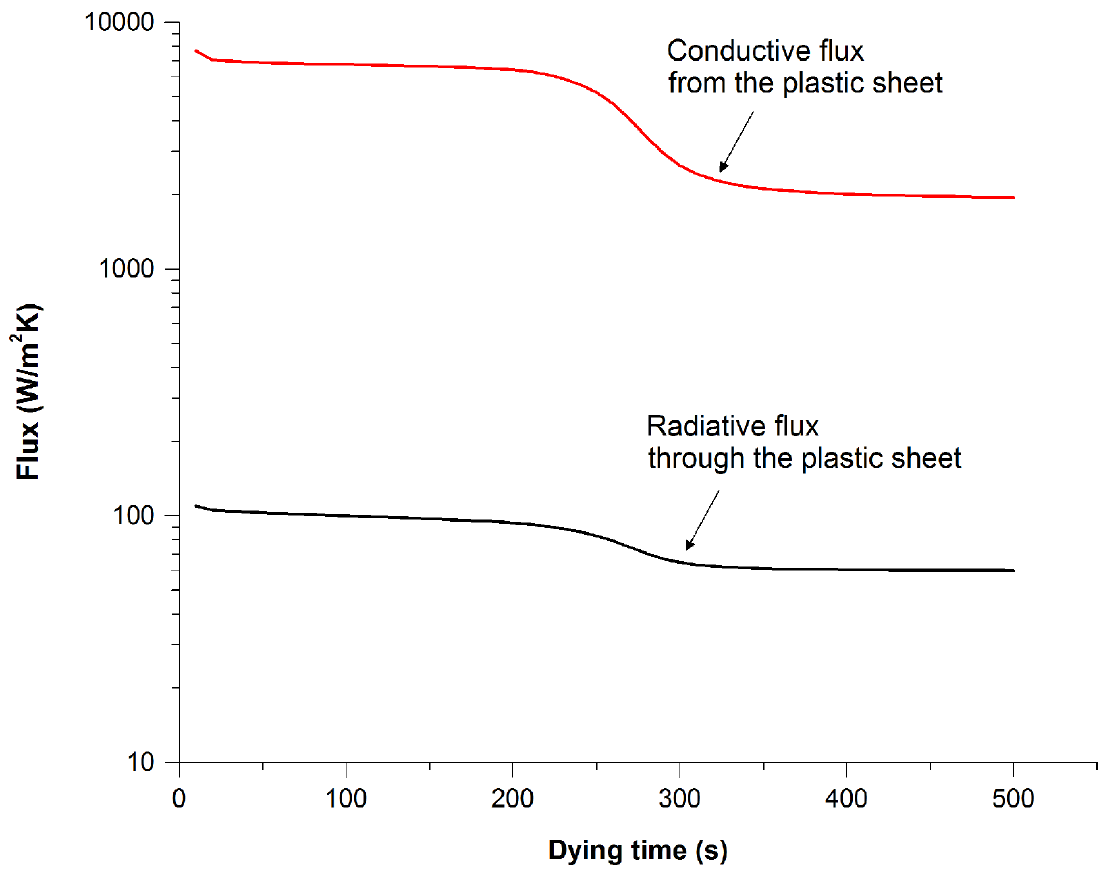 10000
1000
100
10
Flux (W/m²K)
Conductive flux
from the plastic sheet
Radiative flux
through the plastic sheet
0 100 200 300 400 500
Dying time (s)